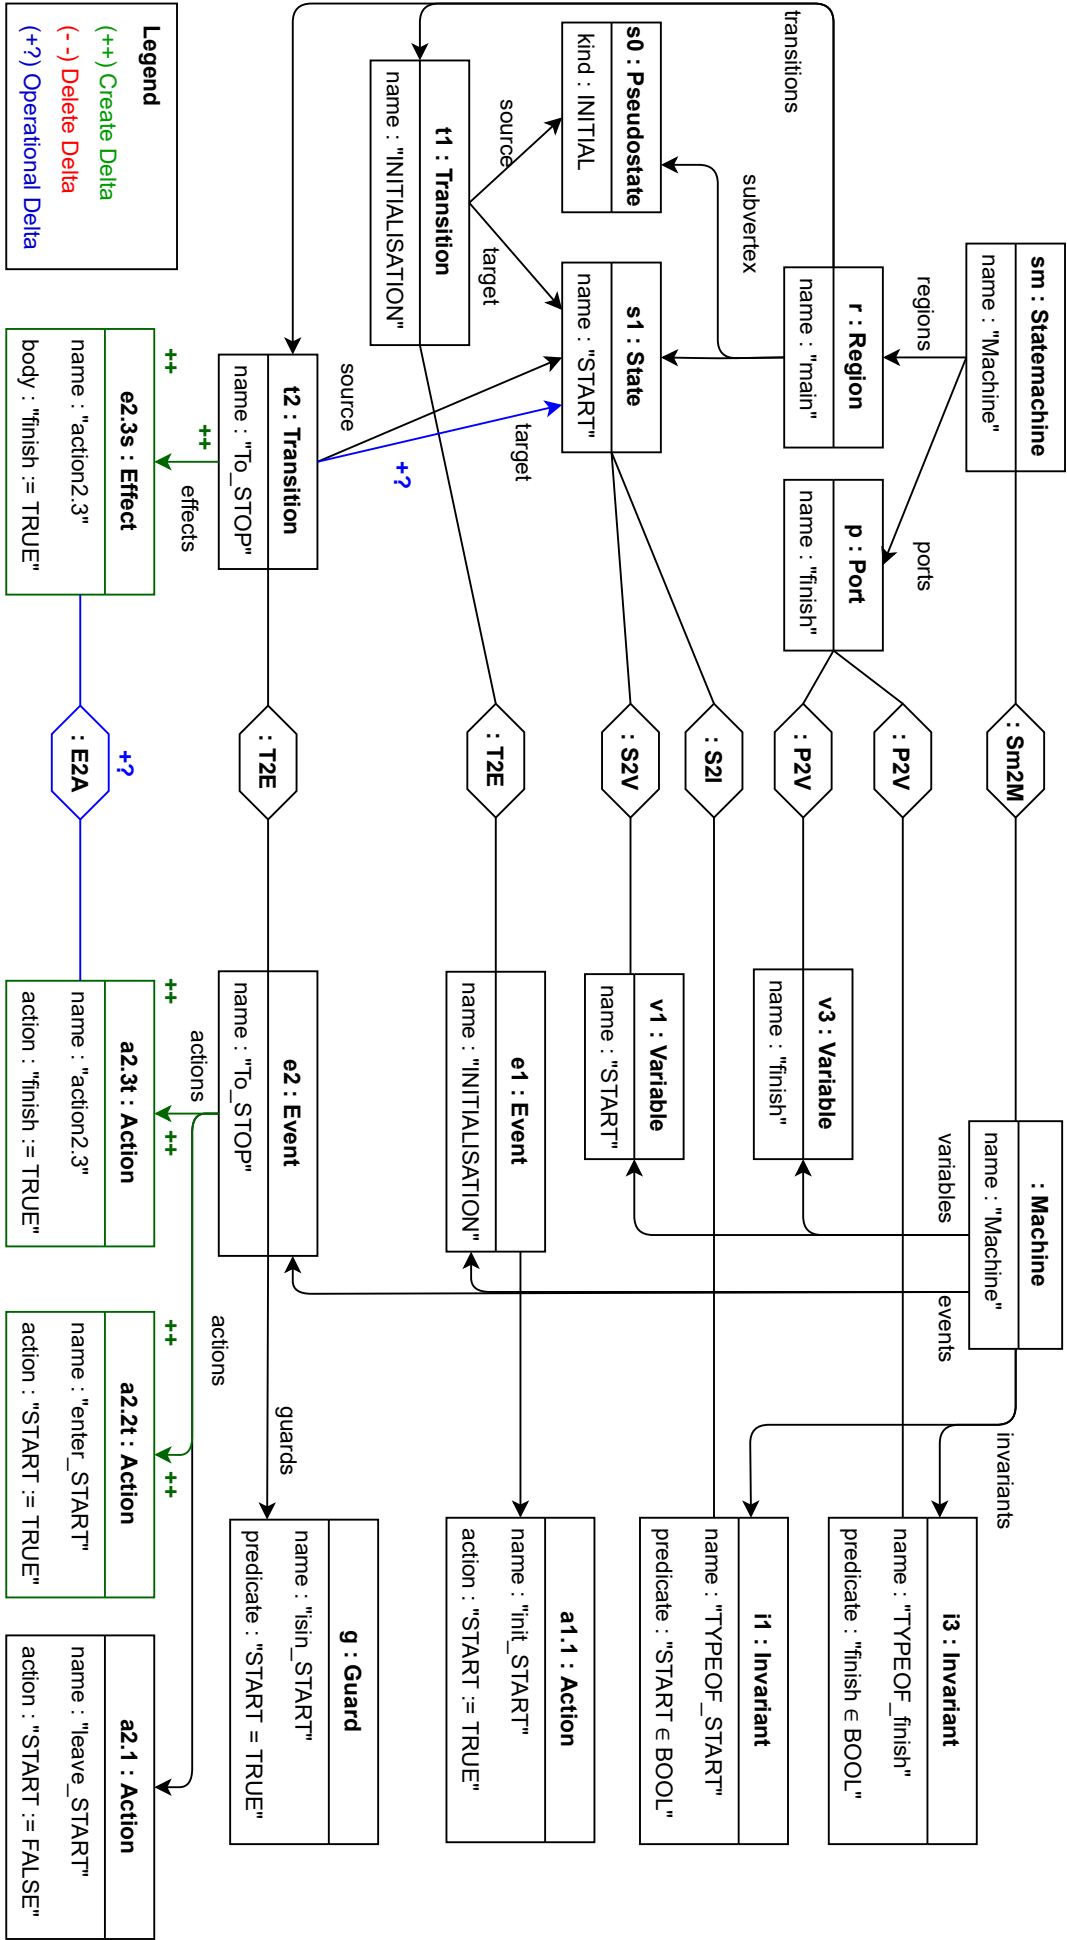 sm : Statemachine
name : "Machine"
: Sm2M
: Machine
name : "Machine"
regions
ports
variables
events
invariants
r : Region
name : "main"
p : Port
name : "finish"
: P2V
: P2V
v3 : Variable
name : "finish"
i3 : Invariant
name : "TYPEOF_finish"
predicate : "finish ∈ BOOL"
transitions
subvertex
s0 : Pseudostate
kind : INITIAL
s1 : State
name : "START"
: S2I
: S2V
v1 : Variable
name : "START"
i1 : Invariant
name : "TYPEOF_START"
predicate : "START ∈ BOOL"
source
target
t1 : Transition
name : "INITIALISATION"
: T2E
e1 : Event
name : "INITIALISATION"
a1.1 : Action
name : "init_START"
action : "START := TRUE"
source
target
+?
t2 : Transition
name : "To_STOP"
: T2E
e2 : Event
name : "To_STOP"
guards
g : Guard
name : "isin_START"
predicate : "START = TRUE"
++
++
effects
actions
++
++
actions
++
++
e2.3s : Effect
name : "action2.3"
body : "finish := TRUE"
+?
: E2A
a2.3t : Action
name : "action2.3"
action : "finish := TRUE"
a2.2t : Action
name : "enter_START"
action : "START := TRUE"
a2.1 : Action
name : "leave_START"
action : "START := FALSE"
Legend
(++) Create Delta
(- -) Delete Delta
(+?) Operational Delta